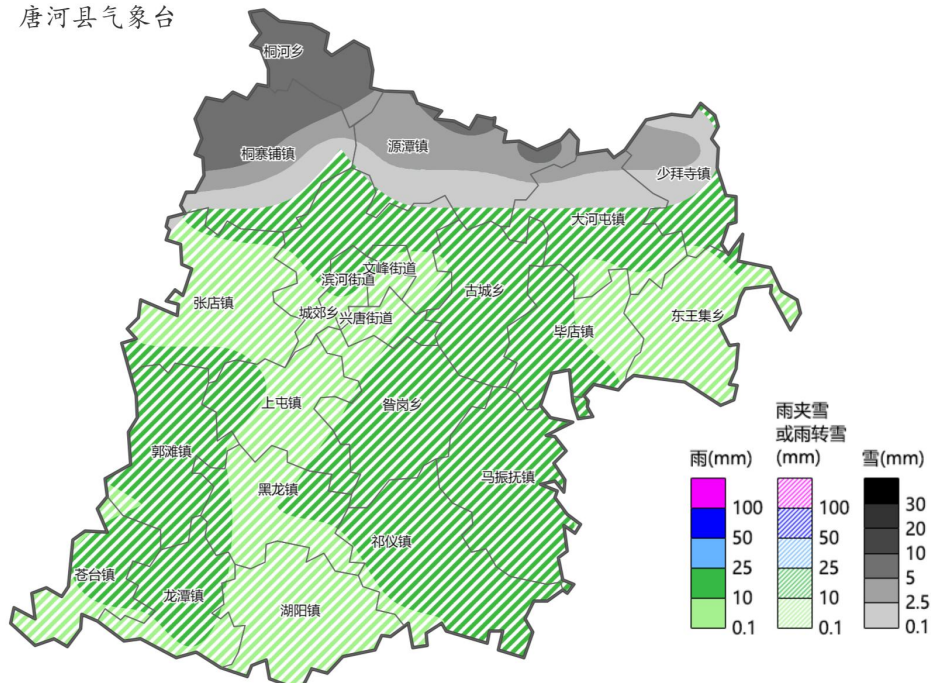 唐河县气象台
桐河乡
桐寨铺镇
源潭镇
少拜寺镇
大河屯镇
文峰街道
滨河街道
古城乡
张店镇
城郊乡
兴唐街道
毕店镇
东王集乡
上屯镇
昝岗乡
郭滩镇
黑龙镇
马振抚镇
祁仪镇
苍台镇
龙潭镇
湖阳镇
雨(mm)
100
50
25
10
0.1
雨夹雪
或雨转雪
(mm)
100
50
25
10
0.1
雪(mm)
30
20
10
5
2.5
0.1